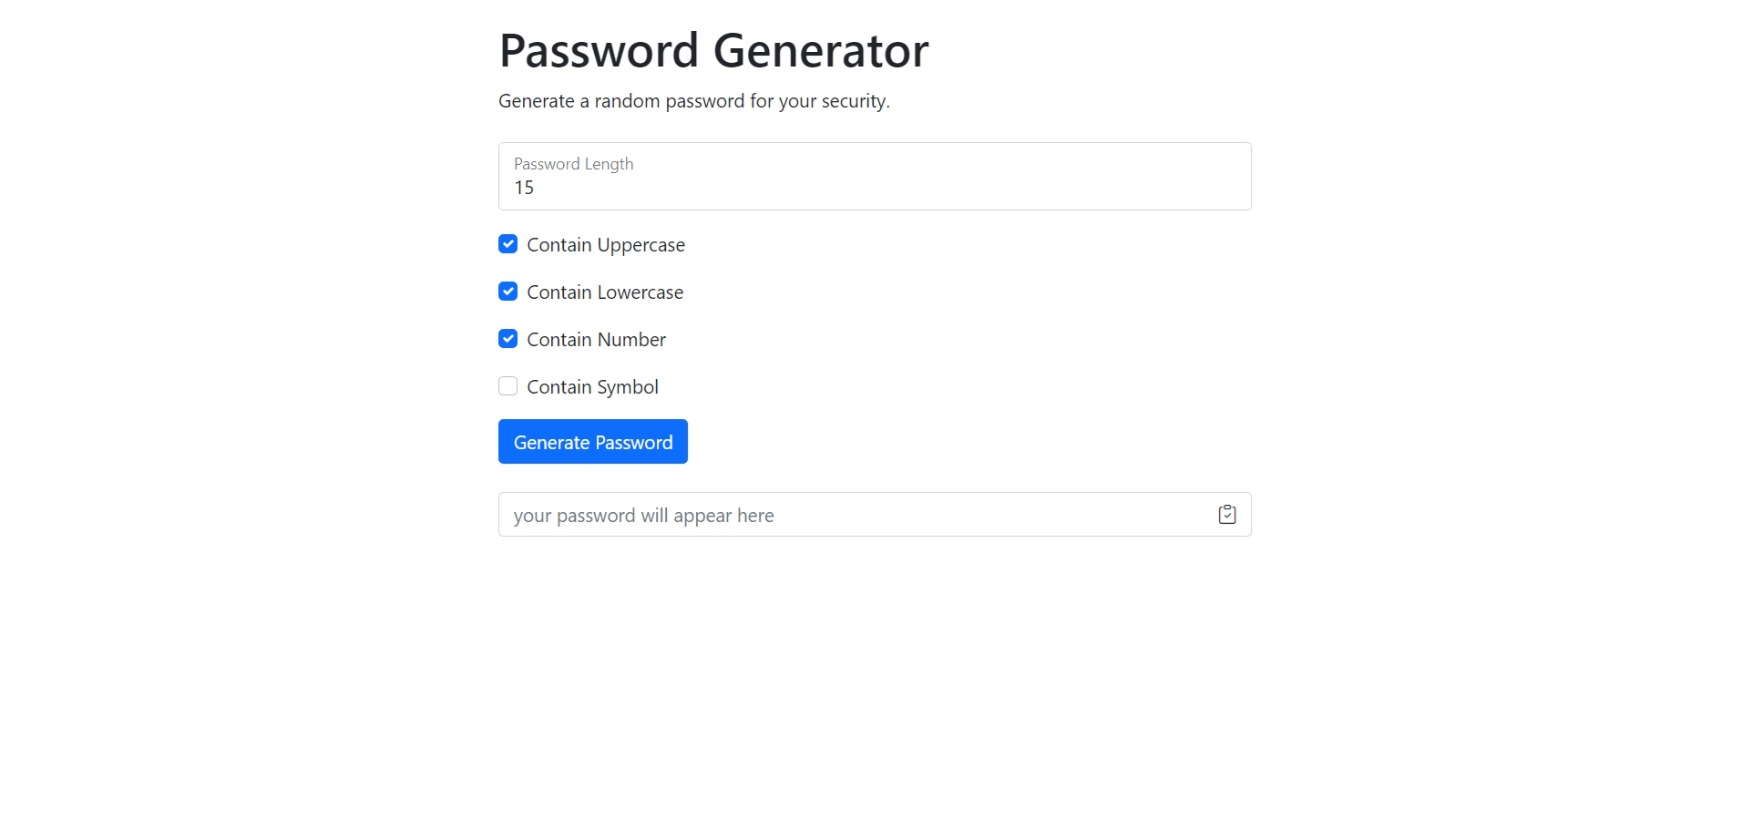 Password Generator
Generate a random password for your security.
Password Length
15
Contain Uppercase
Contain Lowercase
Contain Number
Contain Symbol
Generate Password
your password will appear here